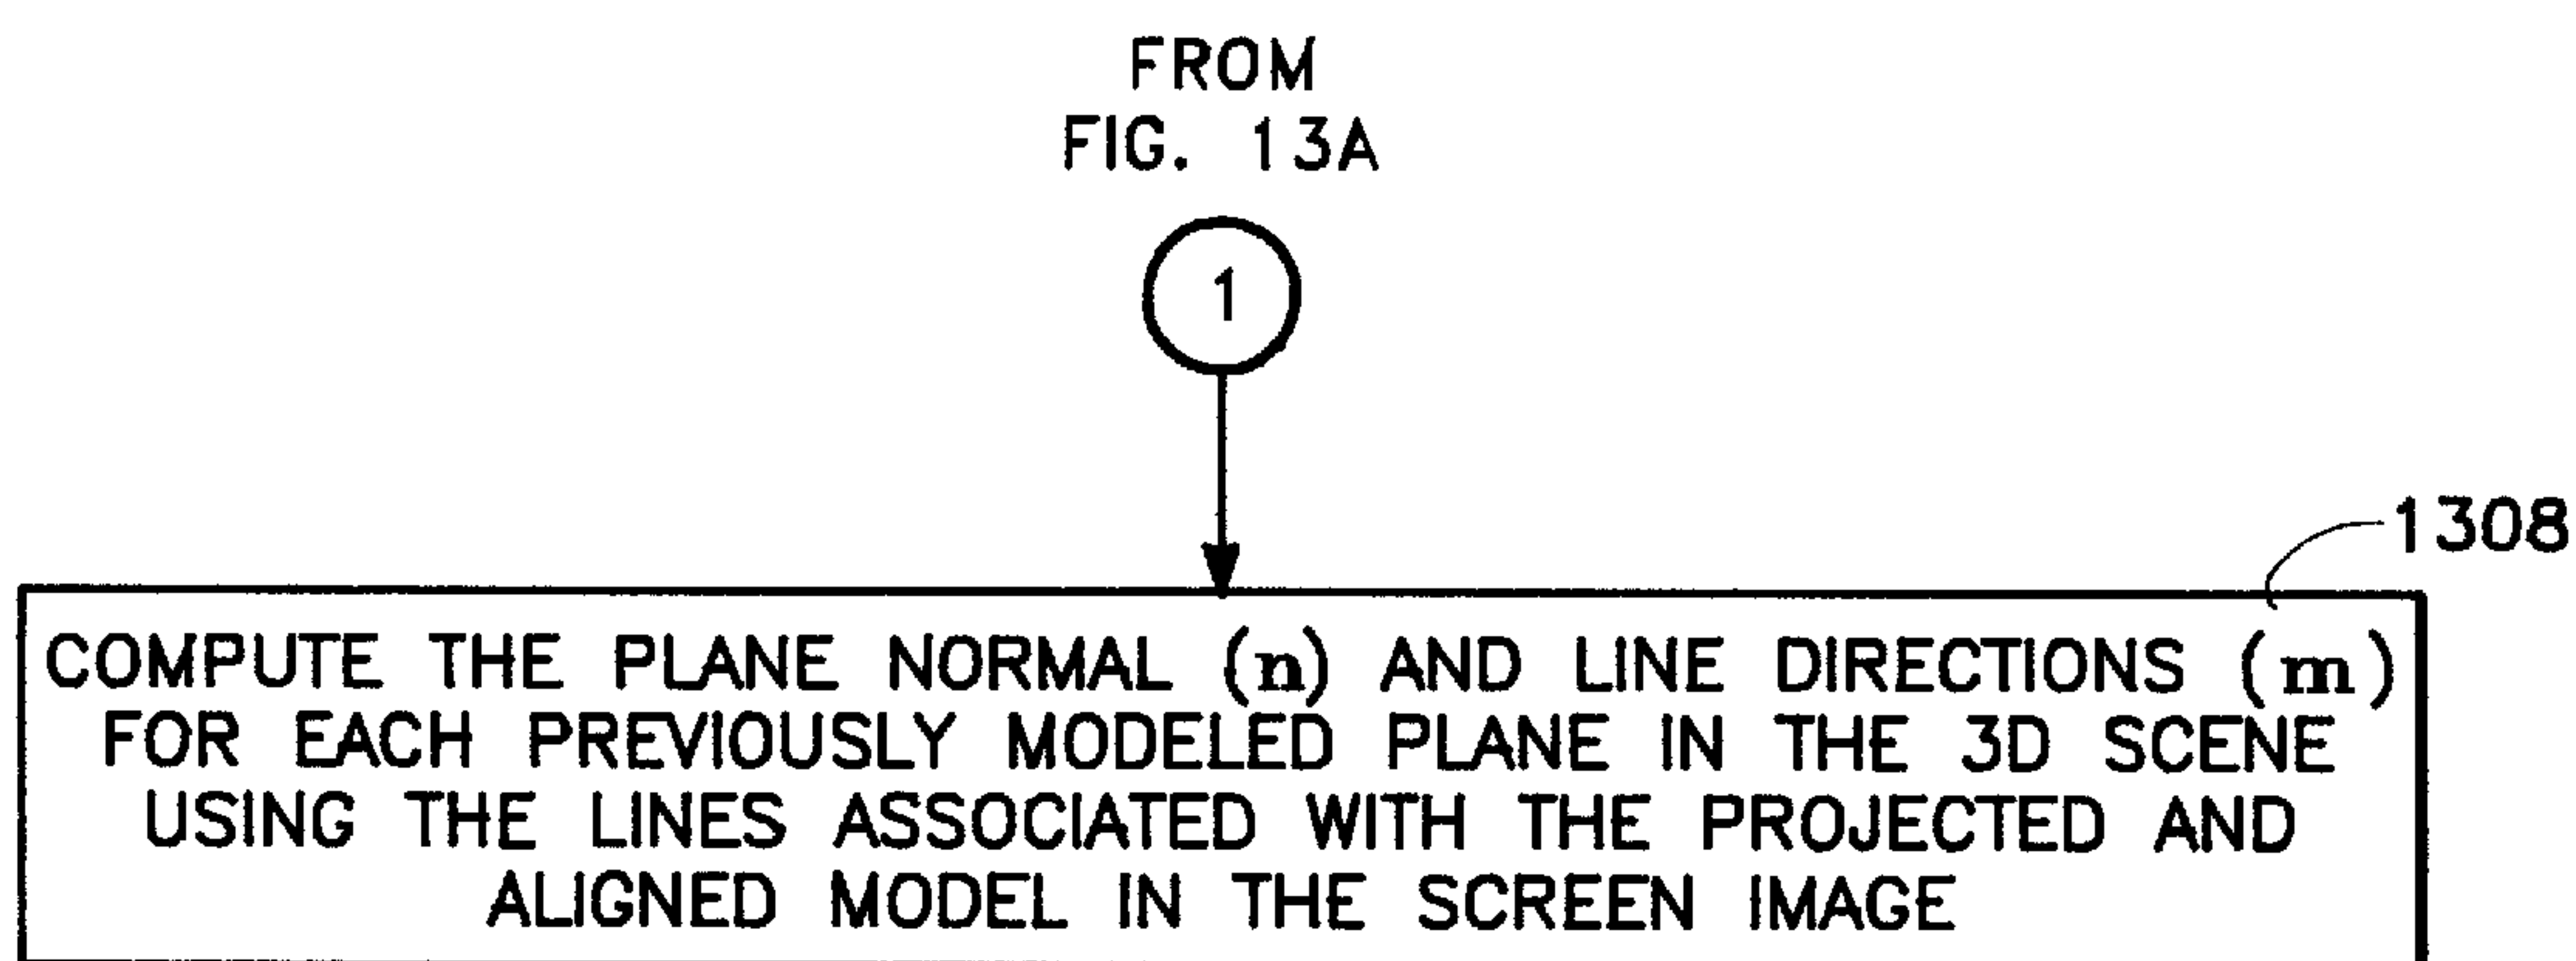 FROM
FIG. 13A
1
1308
COMPUTE THE PLANE NORMAL (n) AND LINE DIRECTIONS (m)
FOR EACH PREVIOUSLY MODELED PLANE IN THE 3D SCENE
USING THE LINES ASSOCIATED WITH THE PROJECTED AND
ALIGNED MODEL IN THE SCREEN IMAGE